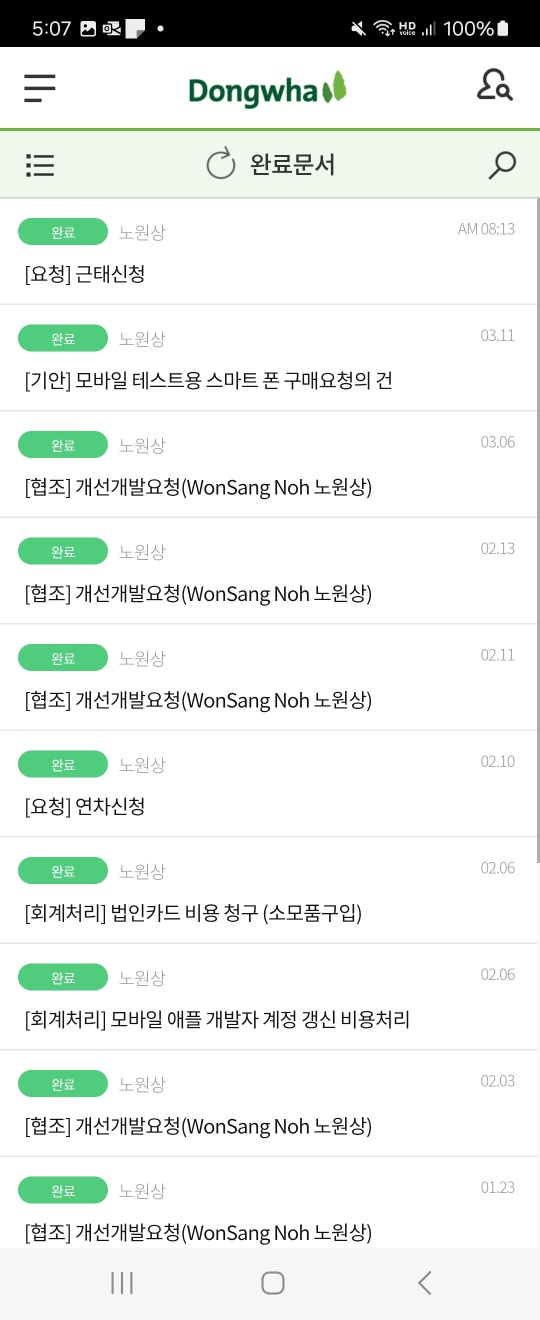 5:07 HD voice 100%
Dongwha
완료문서
완료 노원상 AM 08:13
[요청] 근태신청
완료 노원상 03.11
[기안] 모바일 테스트용 스마트 폰 구매요청의 건
완료 노원상 03.06
[협조] 개선개발요청(WonSang Noh 노원상)
완료 노원상 02.13
[협조] 개선개발요청(WonSang Noh 노원상)
완료 노원상 02.11
[협조] 개선개발요청(WonSang Noh 노원상)
완료 노원상 02.10
[요청] 연차신청
완료 노원상 02.06
[회계처리] 법인카드 비용 청구 (소모품구입)
완료 노원상 02.06
[회계처리] 모바일 애플 개발자 계정 갱신 비용처리
완료 노원상 02.03
[협조] 개선개발요청(WonSang Noh 노원상)
완료 노원상 01.23
[협조] 개선개발요청(WonSang Noh 노원상)